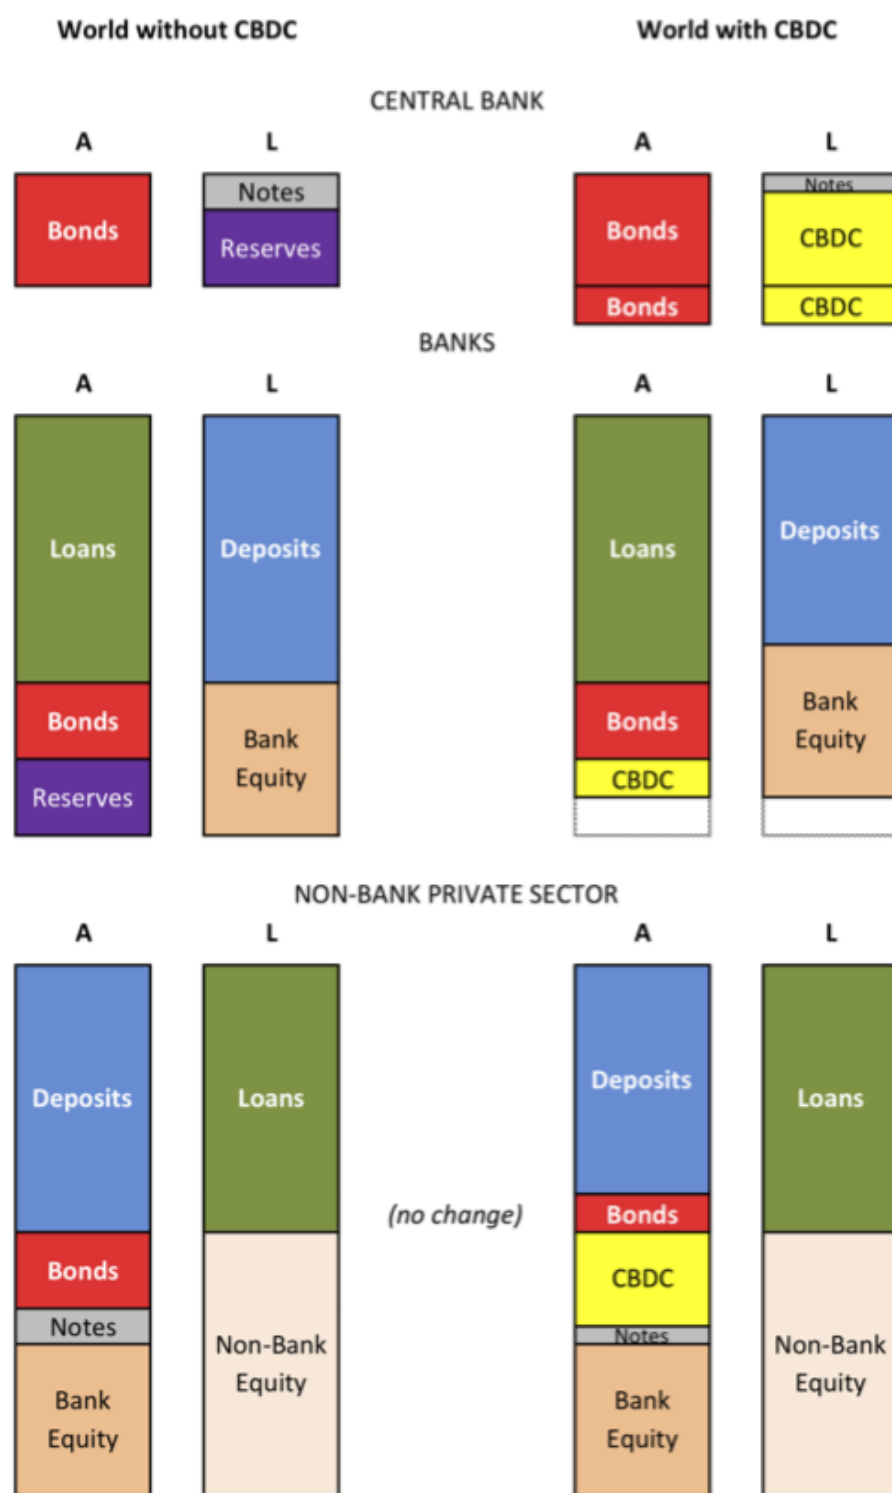 World without CBDC
World with CBDC
CENTRAL BANK
A
L
A
L
Bonds
Notes
Reserves
Bonds
Bonds
Notes
CBDC
CBDC
BANKS
A
L
A
L
Loans
Bonds
Reserves
Deposits
Bank
Equity
Loans
Bonds
CBDC
Deposits
Bank
Equity
NON-BANK PRIVATE SECTOR
A
L
A
L
Deposits
Bonds
Notes
Bank
Equity
Loans
Non-Bank
Equity
(no change)
Deposits
Bonds
CBDC
Notes
Bank
Equity
Loans
Non-Bank
Equity